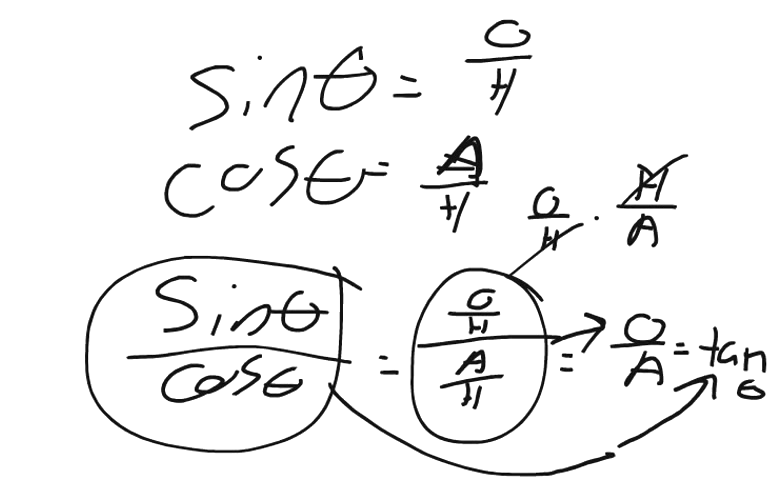 sinθ = O/H
cosθ = A/H
O/H · H/A
sinθ/cosθ = (O/H)/(A/H) = O/A = tan θ